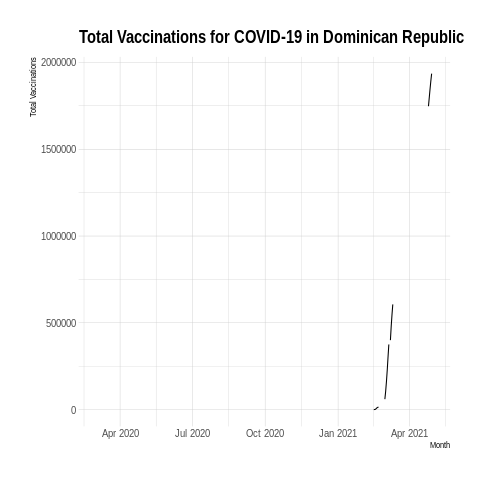 Total Vaccinations for COVID-19 in Dominican Republic
Total Vaccinations
2000000
1500000
1000000
500000
0
Apr 2020
Jul 2020
Oct 2020
Jan 2021
Apr 2021
Month